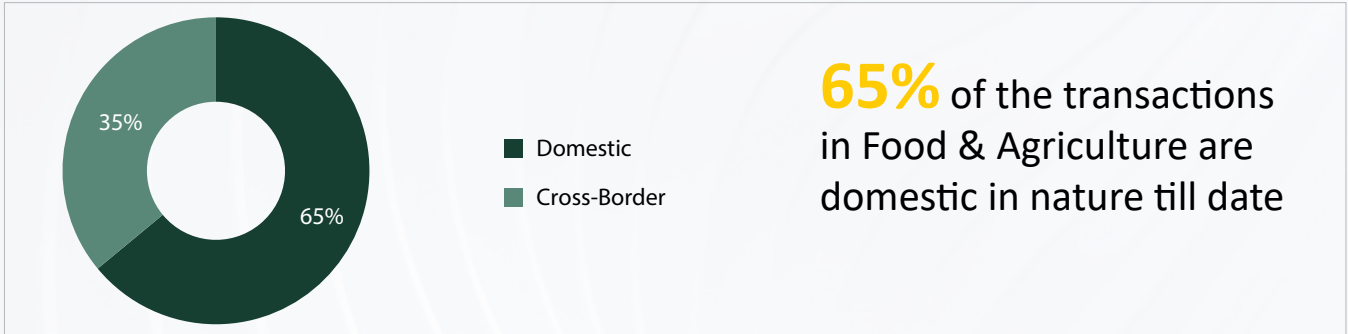 35%
65%
Domestic
Cross-Border
65% of the transactions
in Food & Agriculture are
domestic in nature till date